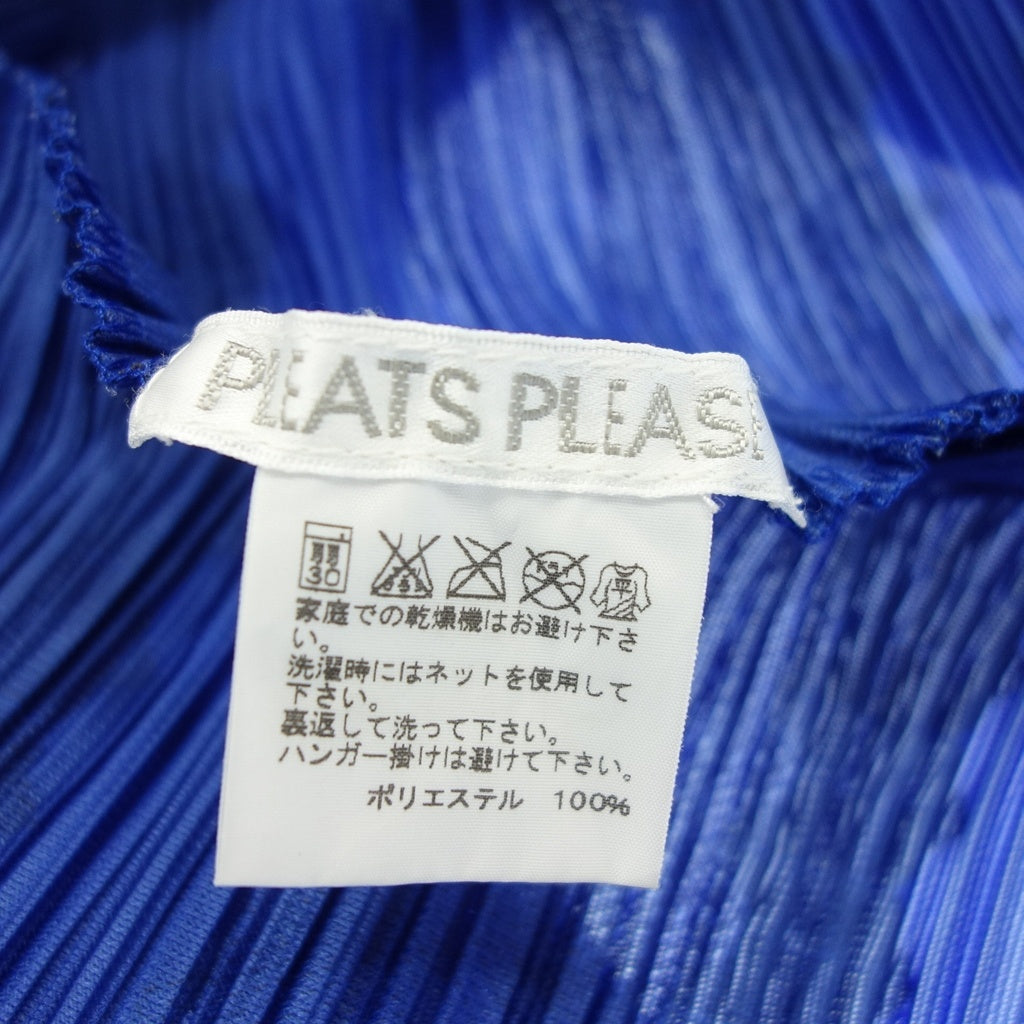 PLEATS PLEAS
弱
30
平
家庭での乾燥機はお避け下さ
い。
洗濯時にはネットを使用して
下さい。
裏返して洗って下さい。
ハンガー掛けは避けて下さい。
ポリエステル 100%